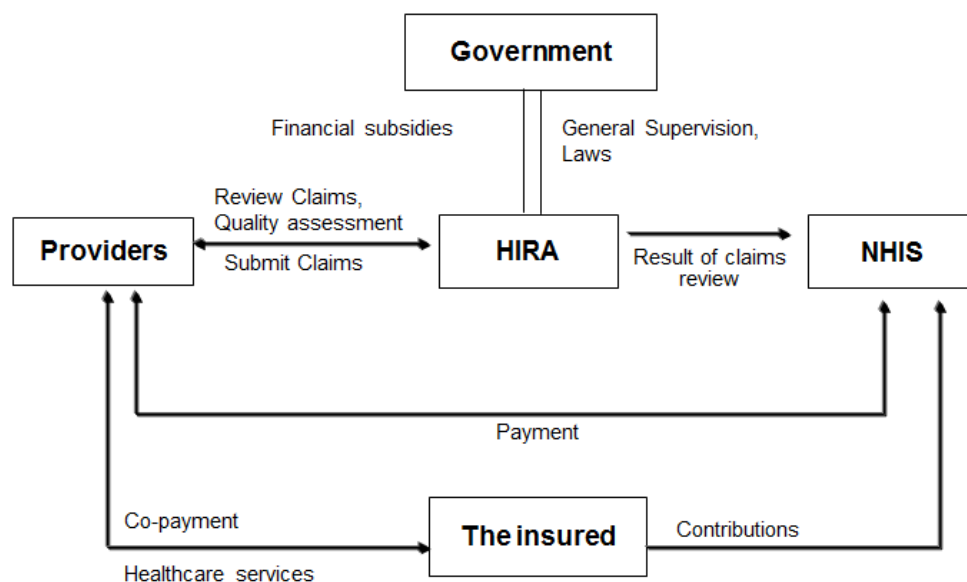 Government
Financial subsidies
General Supervision,
Laws
Review Claims,
Quality assessment
Providers
HIRA
NHIS
Submit Claims
Result of claims
review
Payment
Co-payment
The insured
Contributions
Healthcare services